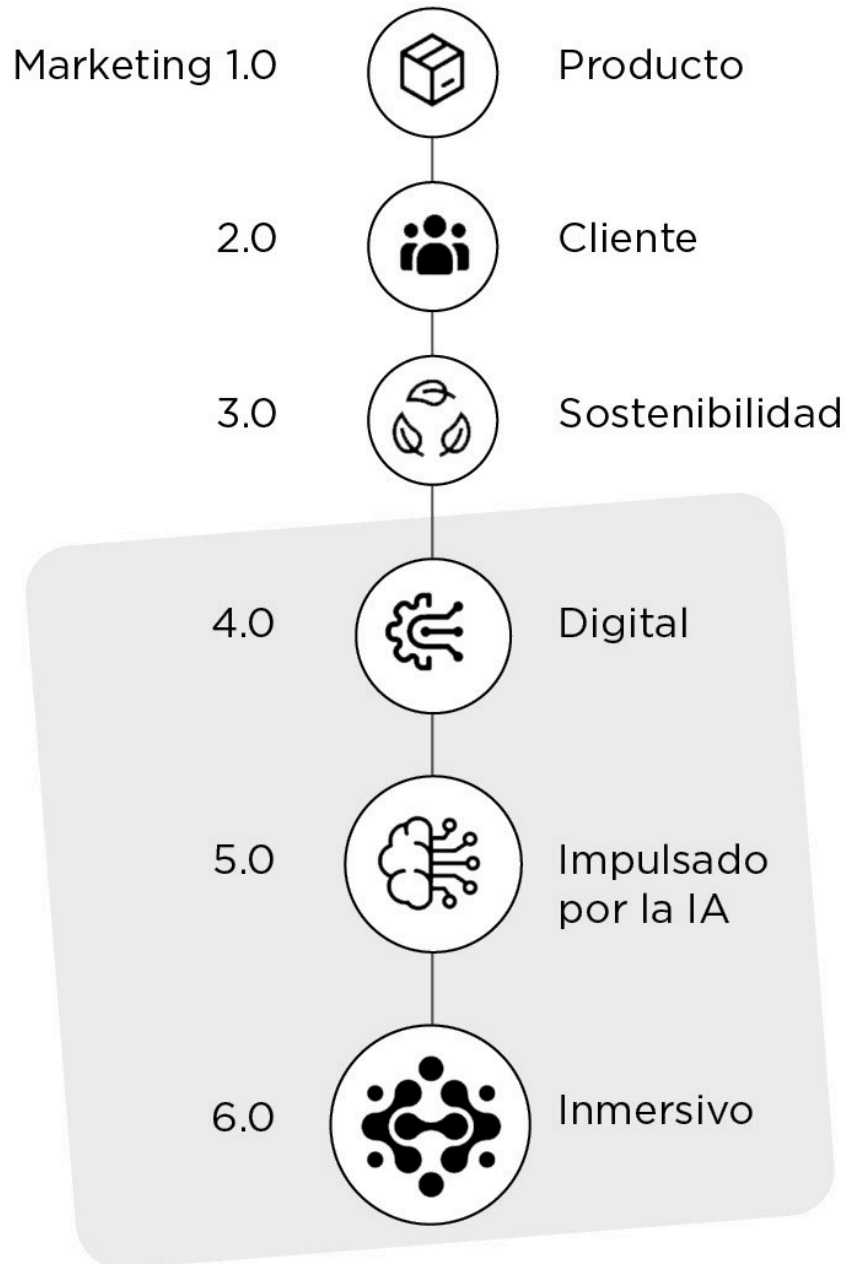 Marketing 1.0 Producto
2.0 Cliente
3.0 Sostenibilidad
4.0 Digital
5.0 Impulsado
por la IA
6.0 Inmersivo